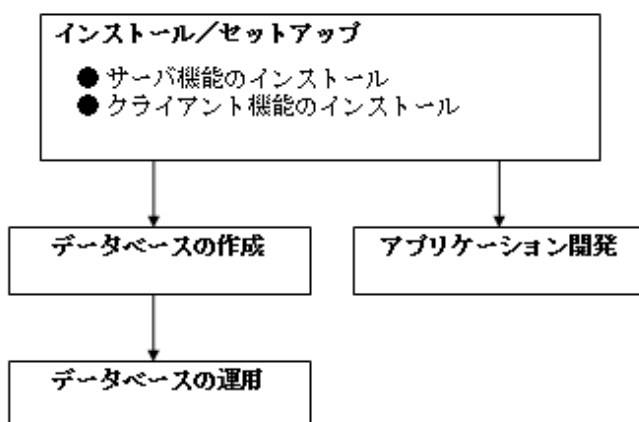 インストール／セットアップ
● サーバ機能のインストール
● クライアント機能のインストール
データベースの作成
アプリケーション開発
データベースの運用